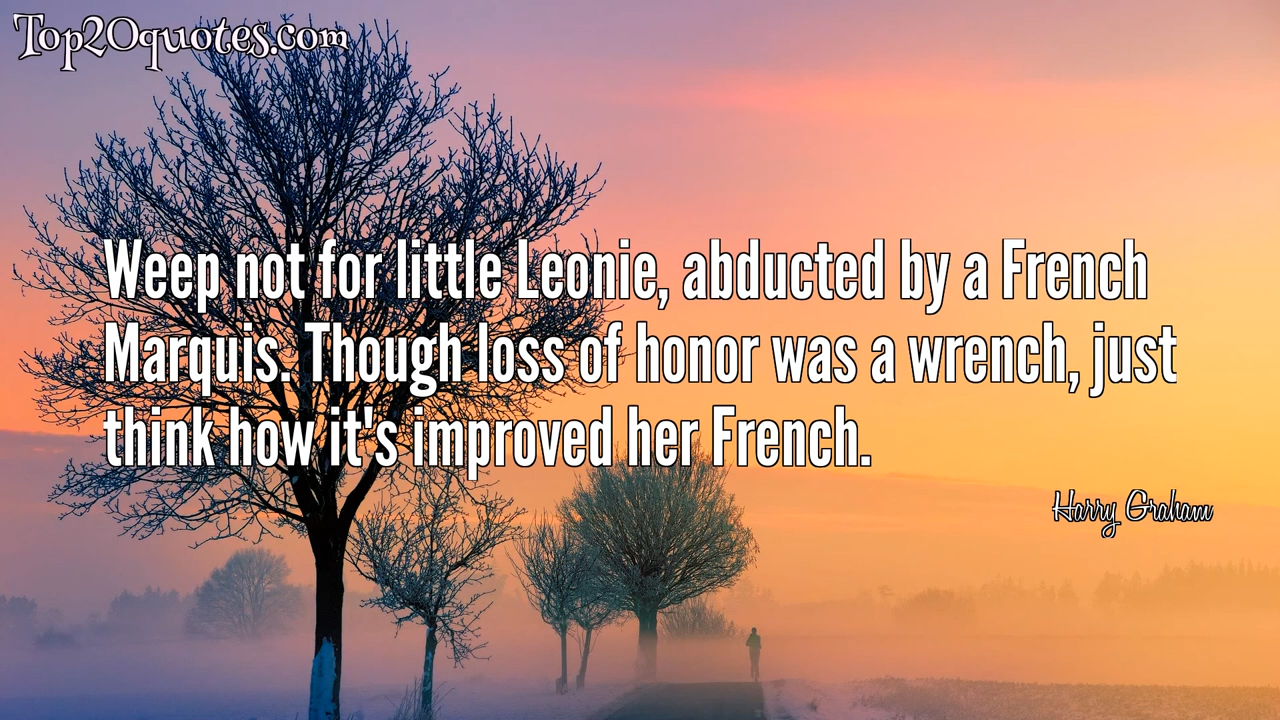 Top20quotes.com
Weep not for little Leonie, abducted by a French
Marquis. Though loss of honor was a wrench, just
think how it's improved her French.
Harry Graham